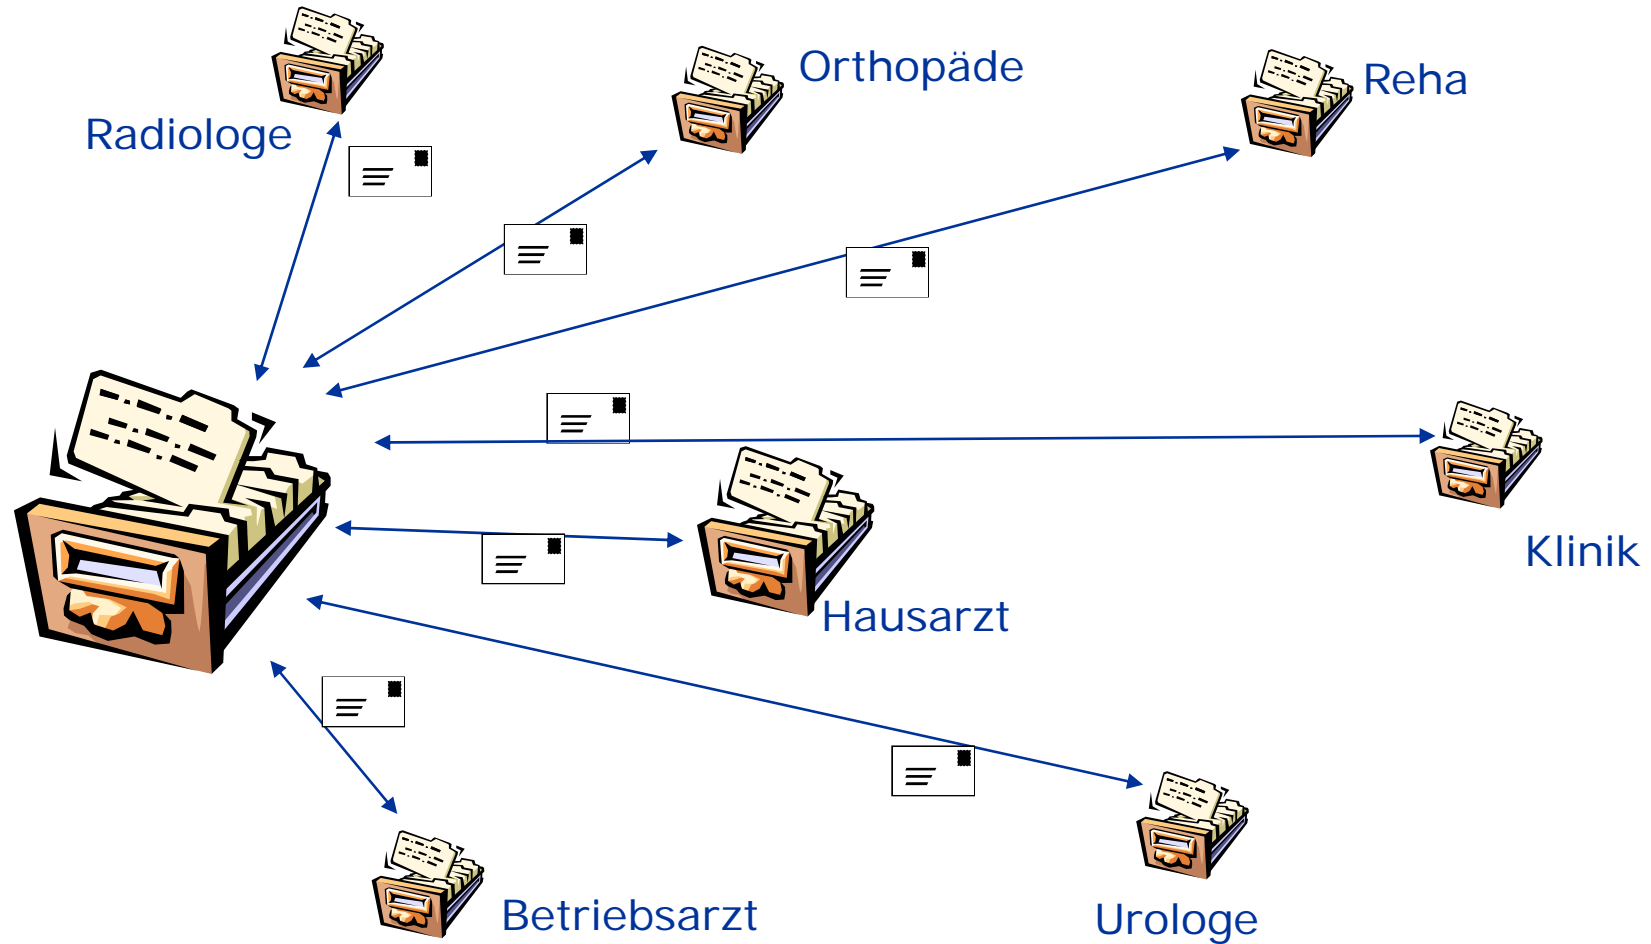 Orthopäde
Reha
Radiologe
Klinik
Hausarzt
Betriebsarzt
Urologe